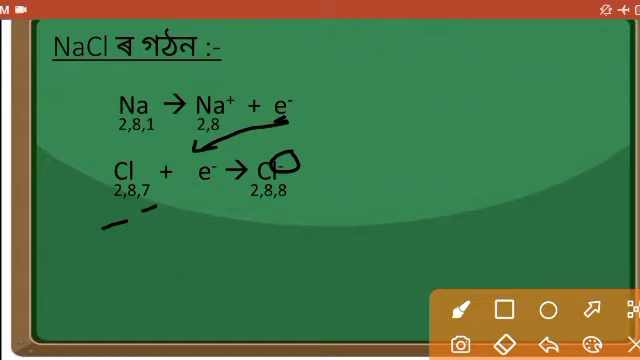 M
NaCl ৰ গঠন :-
Na → Na⁺ + e⁻
2,8,1 2,8
Cl + e⁻ → Cl⁻
2,8,7 2,8,8